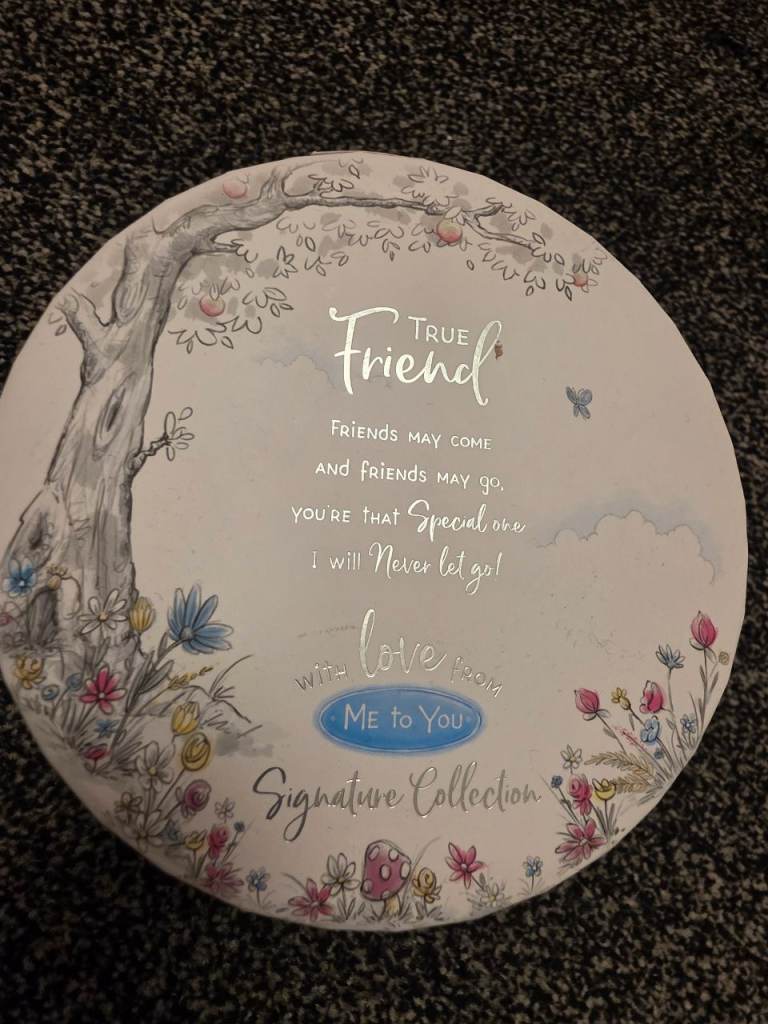 TRUE
Friend
FRIENDS MAY COME
AND FRIENDS MAY GO,
YOU'RE THAT Special one
I will Never let go!
WITH love FROM
ME TO YOU
Signature Collection